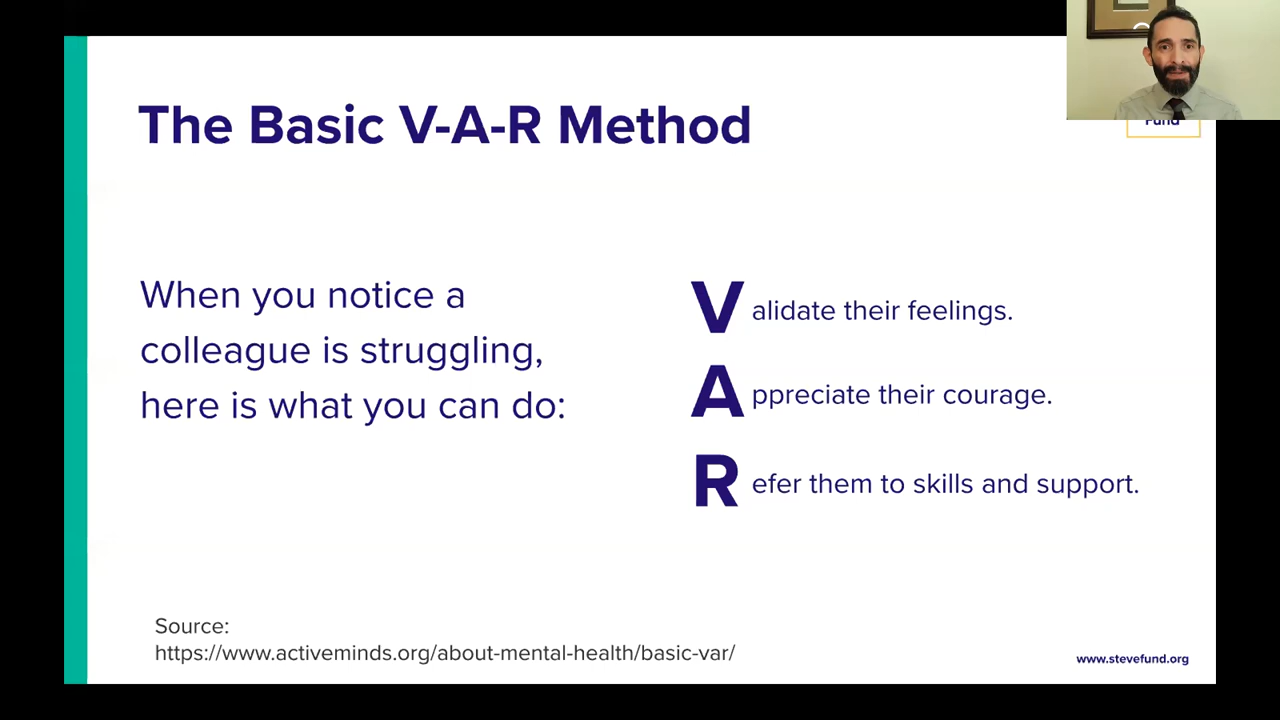 The Basic V-A-R Method
Fund
When you notice a
colleague is struggling,
here is what you can do:
Validate their feelings.
Appreciate their courage.
Refer them to skills and support.
Source:
https://www.activeminds.org/about-mental-health/basic-var/
www.stevefund.org